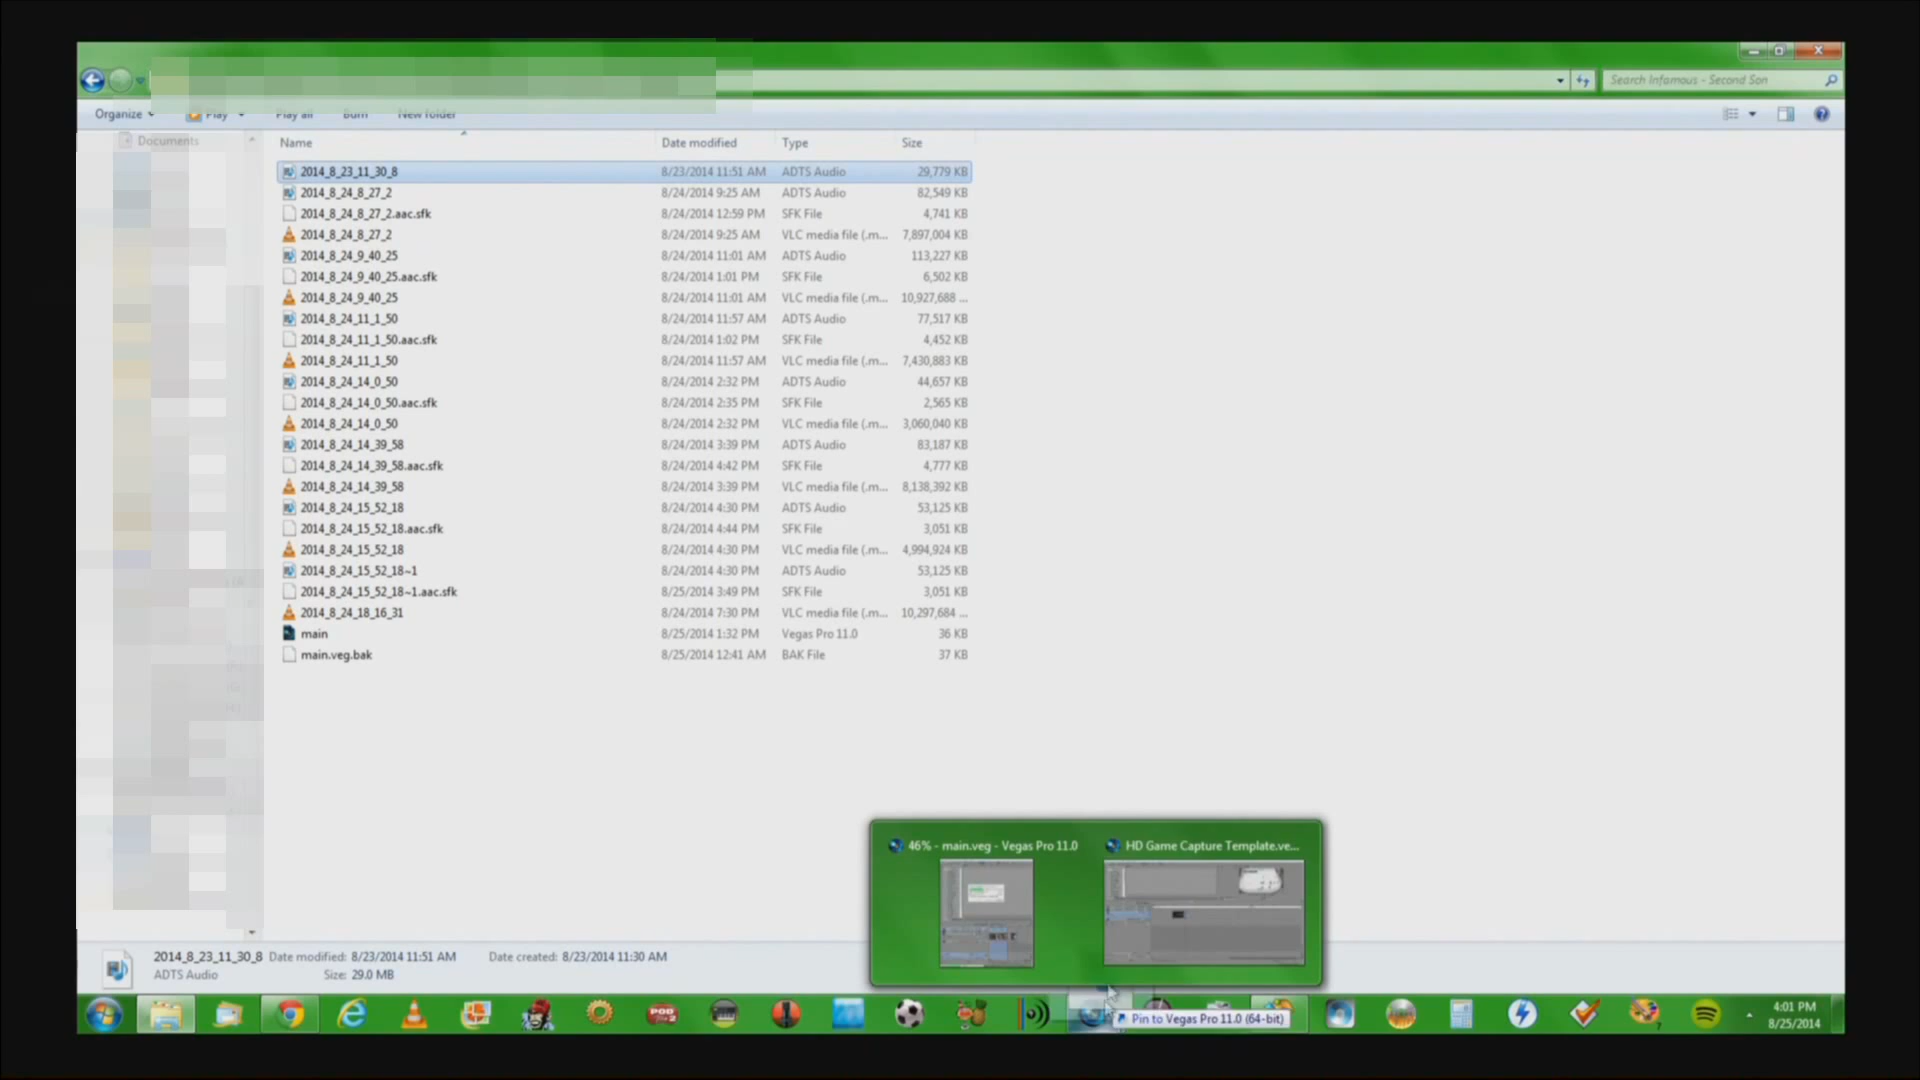 Search Infamous - Second Son
Organize Play Play all Burn New folder
Documents
Name Date modified Type Size
2014_8_23_11_30_8 8/23/2014 11:51 AM ADTS Audio 29,779 KB
2014_8_24_8_27_2 8/24/2014 9:25 AM ADTS Audio 82,549 KB
2014_8_24_8_27_2.aac.sfk 8/24/2014 12:59 PM SFK File 4,741 KB
2014_8_24_8_27_2 8/24/2014 9:25 AM VLC media file (.m... 7,897,004 KB
2014_8_24_9_40_25 8/24/2014 11:01 AM ADTS Audio 113,227 KB
2014_8_24_9_40_25.aac.sfk 8/24/2014 1:01 PM SFK File 6,502 KB
2014_8_24_9_40_25 8/24/2014 11:01 AM VLC media file (.m... 10,927,688 ...
2014_8_24_11_1_50 8/24/2014 11:57 AM ADTS Audio 77,517 KB
2014_8_24_11_1_50.aac.sfk 8/24/2014 1:02 PM SFK File 4,452 KB
2014_8_24_11_1_50 8/24/2014 11:57 AM VLC media file (.m... 7,430,883 KB
2014_8_24_14_0_50 8/24/2014 2:32 PM ADTS Audio 44,657 KB
2014_8_24_14_0_50.aac.sfk 8/24/2014 2:35 PM SFK File 2,565 KB
2014_8_24_14_0_50 8/24/2014 2:32 PM VLC media file (.m... 3,060,040 KB
2014_8_24_14_39_58 8/24/2014 3:39 PM ADTS Audio 83,187 KB
2014_8_24_14_39_58.aac.sfk 8/24/2014 4:42 PM SFK File 4,777 KB
2014_8_24_14_39_58 8/24/2014 3:39 PM VLC media file (.m... 8,138,392 KB
2014_8_24_15_52_18 8/24/2014 4:30 PM ADTS Audio 53,125 KB
2014_8_24_15_52_18.aac.sfk 8/24/2014 4:44 PM SFK File 3,051 KB
2014_8_24_15_52_18 8/24/2014 4:30 PM VLC media file (.m... 4,994,924 KB
2014_8_24_15_52_18~1 8/24/2014 4:30 PM ADTS Audio 53,125 KB
2014_8_24_15_52_18~1.aac.sfk 8/25/2014 3:49 PM SFK File 3,051 KB
2014_8_24_18_16_31 8/24/2014 7:30 PM VLC media file (.m... 10,297,684 ...
main 8/25/2014 1:32 PM Vegas Pro 11.0 36 KB
main.veg.bak 8/25/2014 12:41 AM BAK File 37 KB
46% - main.veg - Vegas Pro 11.0 HD Game Capture Template.ve...
2014_8_23_11_30_8 Date modified: 8/23/2014 11:51 AM Date created: 8/23/2014 11:30 AM
ADTS Audio Size: 29.0 MB
POD
2
Pin to Vegas Pro 11.0 (64-bit)
4:01 PM
8/25/2014